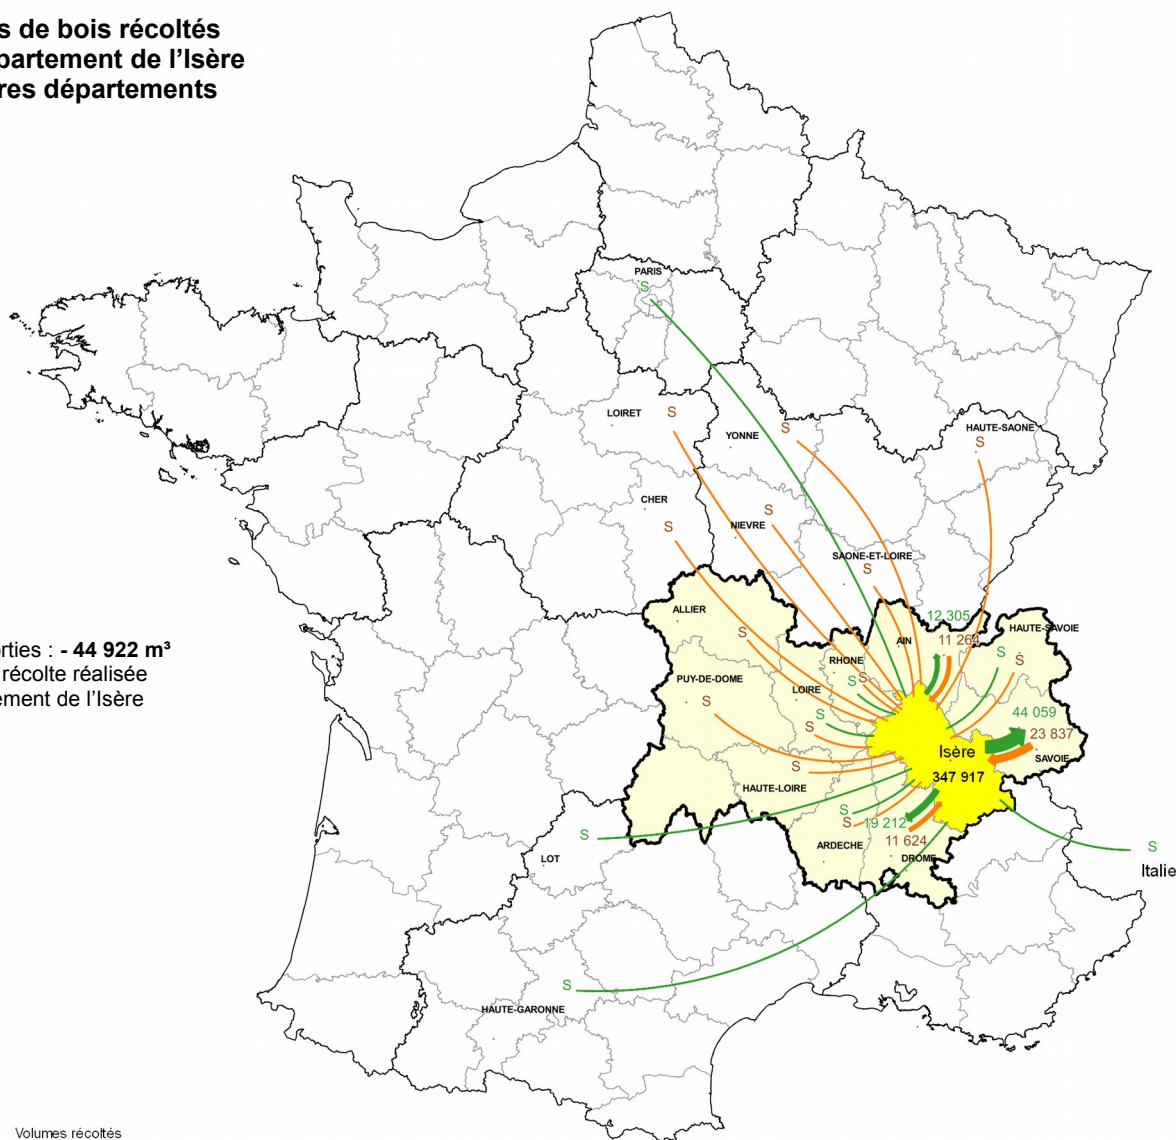 s de bois récoltés
partement de l'Isère
res départements
PARIS
S
LOIRET
S
YONNE
S
HAUTE-SAONE
S
CHER
S
NIEVRE
S
SAONE-ET-LOIRE
S
ALLIER
S
12 305
AIN
11 264
HAUTE-SAVOIE
S
S
RHONE
S
S
rties : - 44 922 m³
récolte réalisée
ement de l'Isère
PUY-DE-DOME
S
LOIRE
S
S
44 059
23 837
SAVOIE
Isère
347 917
S
HAUTE-LOIRE
S
S
19 212
11 624
ARDECHE
DROME
S
LOT
S
Italie
S
HAUTE-GARONNE
Volumes récoltés